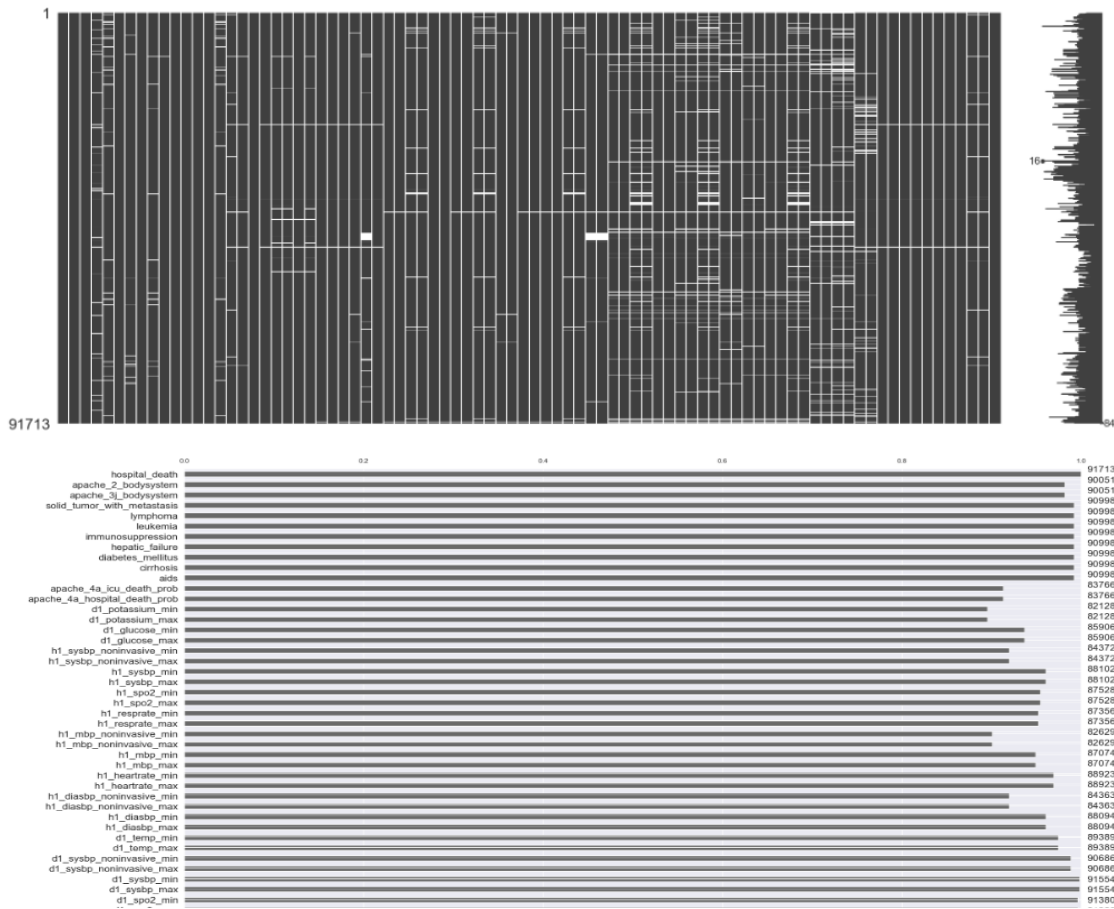 1
16
91713
84
0.0 0.2 0.4 0.6 0.8 1.0
hospital_death 91713
apache_2_bodysystem 90051
apache_3j_bodysystem 90051
solid_tumor_with_metastasis 90998
lymphoma 90998
leukemia 90998
immunosuppression 90998
hepatic_failure 90998
diabetes_mellitus 90998
cirrhosis 90998
aids 90998
apache_4a_icu_death_prob 83766
apache_4a_hospital_death_prob 83766
d1_potassium_min 82128
d1_potassium_max 82128
d1_glucose_min 85906
d1_glucose_max 85906
h1_sysbp_noninvasive_min 84372
h1_sysbp_noninvasive_max 84372
h1_sysbp_min 88102
h1_sysbp_max 88102
h1_spo2_min 87528
h1_spo2_max 87528
h1_resprate_min 87356
h1_resprate_max 87356
h1_mbp_noninvasive_min 82629
h1_mbp_noninvasive_max 82629
h1_mbp_min 87074
h1_mbp_max 87074
h1_heartrate_min 88923
h1_heartrate_max 88923
h1_diasbp_noninvasive_min 84363
h1_diasbp_noninvasive_max 84363
h1_diasbp_min 88094
h1_diasbp_max 88094
d1_temp_min 89389
d1_temp_max 89389
d1_sysbp_noninvasive_min 90686
d1_sysbp_noninvasive_max 90686
d1_sysbp_min 91554
d1_sysbp_max 91554
d1_spo2_min 91380